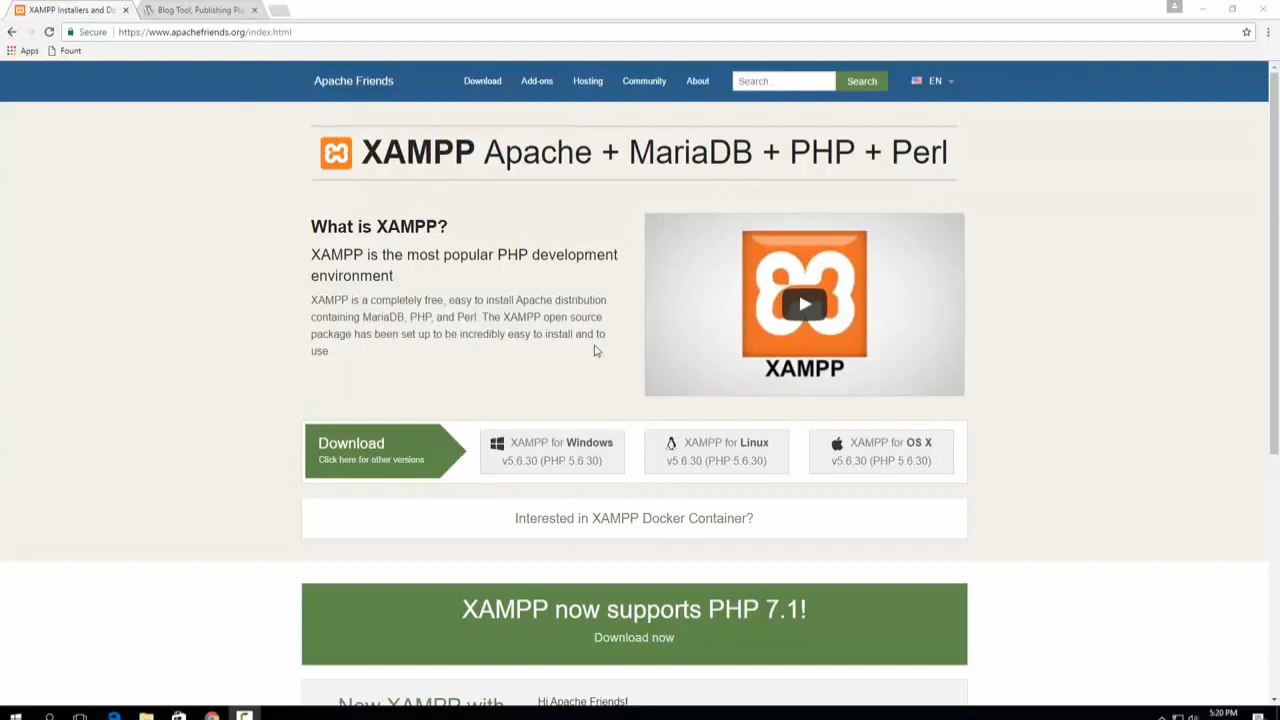 XAMPP Installers and Do
Blog Tool, Publishing Pl
Secure
https://www.apachefriends.org/index.html
Apps
Fount
Apache Friends
Download
Add-ons
Hosting
Community
About
Search...
Search
EN
XAMPP Apache + MariaDB + PHP + Perl
What is XAMPP?
XAMPP is the most popular PHP development
environment
XAMPP is a completely free, easy to install Apache distribution
containing MariaDB, PHP, and Perl. The XAMPP open source
package has been set up to be incredibly easy to install and to
use.
XAMPP
Download
Click here for other versions
XAMPP for Windows
v5.6.30 (PHP 5.6.30)
XAMPP for Linux
v5.6.30 (PHP 5.6.30)
XAMPP for OS X
v5.6.30 (PHP 5.6.30)
Interested in XAMPP Docker Container?
XAMPP now supports PHP 7.1!
Download now
New XAMPP with
Hi Apache Friends!
5:20 PM